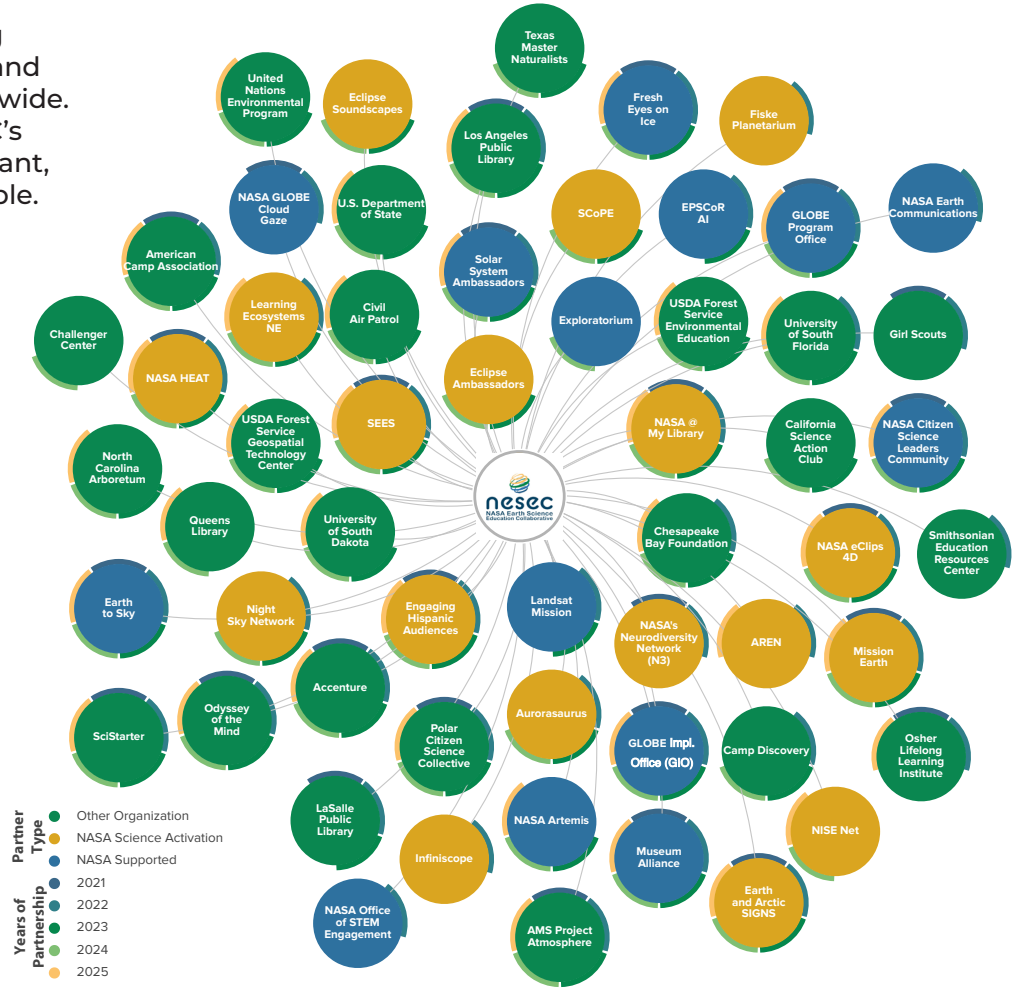 g
and
wide.
C's
ant,
ple.
Texas
Master
Naturalists
United
Nations
Environmental
Program
Eclipse
Soundscapes
Fresh
Eyes on
Ice
Fiske
Planetarium
Los Angeles
Public
Library
NASA GLOBE
Cloud
Gaze
U.S. Department
of State
SCoPE
EPSCoR
AI
GLOBE
Program
Office
NASA Earth
Communications
American
Camp Association
Solar
System
Ambassadors
Learning
Ecosystems
NE
Civil
Air Patrol
Exploratorium
USDA Forest
Service
Environmental
Education
University
of South
Florida
Girl Scouts
Challenger
Center
NASA HEAT
Eclipse
Ambassadors
SEES
NASA @
My Library
California
Science
Action
Club
NASA Citizen
Science
Leaders
Community
USDA Forest
Service
Geospatial
Technology
Center
North
Carolina
Arboretum
nesec
NASA Earth Science
Education Collaborative
Queens
Library
University
of South
Dakota
Chesapeake
Bay Foundation
NASA eClips
4D
Smithsonian
Education
Resources
Center
Earth
to Sky
Night
Sky Network
Engaging
Hispanic
Audiences
Landsat
Mission
NASA's
Neurodiversity
Network
(N3)
AREN
Mission
Earth
Accenture
SciStarter
Odyssey
of the
Mind
Polar
Citizen
Science
Collective
Aurorasaurus
GLOBE Impl.
Office (GIO)
Camp Discovery
Osher
Lifelong
Learning
Institute
LaSalle
Public
Library
Infiniscope
NASA Artemis
Museum
Alliance
NISE Net
NASA Office
of STEM
Engagement
AMS Project
Atmosphere
Earth
and Arctic
SIGNS
Partner
Type
Other Organization
NASA Science Activation
NASA Supported
Years of
Partnership
2021
2022
2023
2024
2025